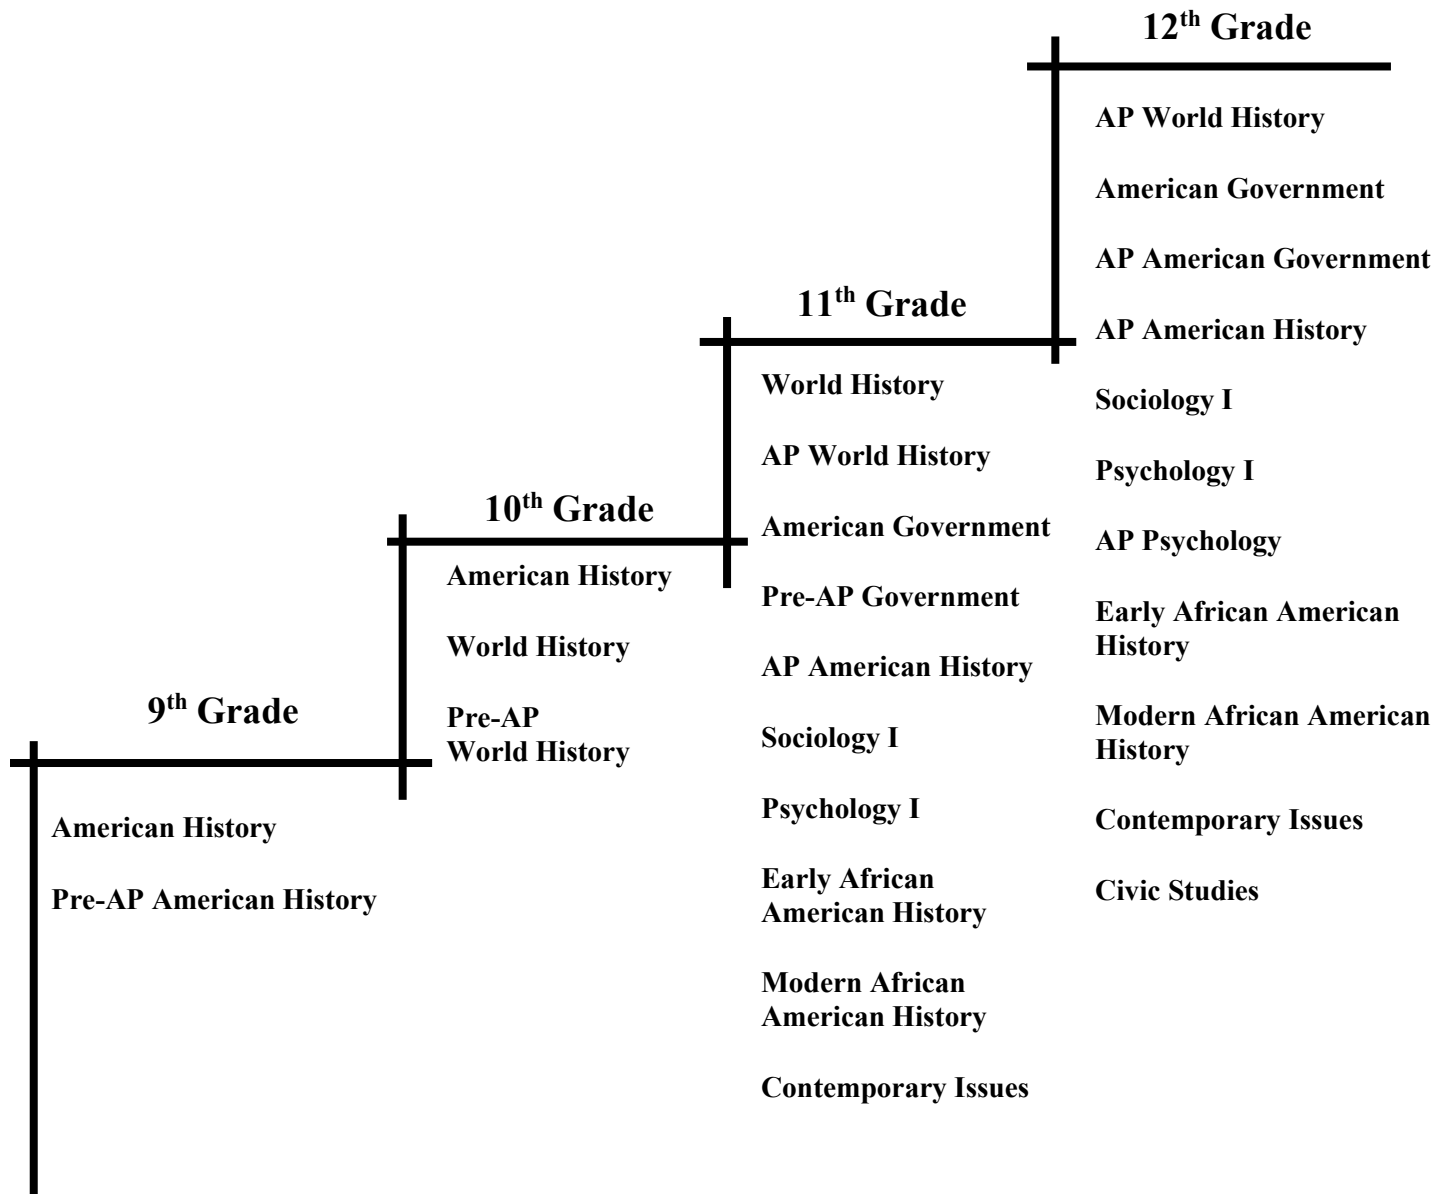 9th Grade
American History
Pre-AP American History
10th Grade
American History
World History
Pre-AP
World History
11th Grade
World History
AP World History
American Government
Pre-AP Government
AP American History
Sociology I
Psychology I
Early African
American History
Modern African
American History
Contemporary Issues
12th Grade
AP World History
American Government
AP American Government
AP American History
Sociology I
Psychology I
AP Psychology
Early African American
History
Modern African American
History
Contemporary Issues
Civic Studies